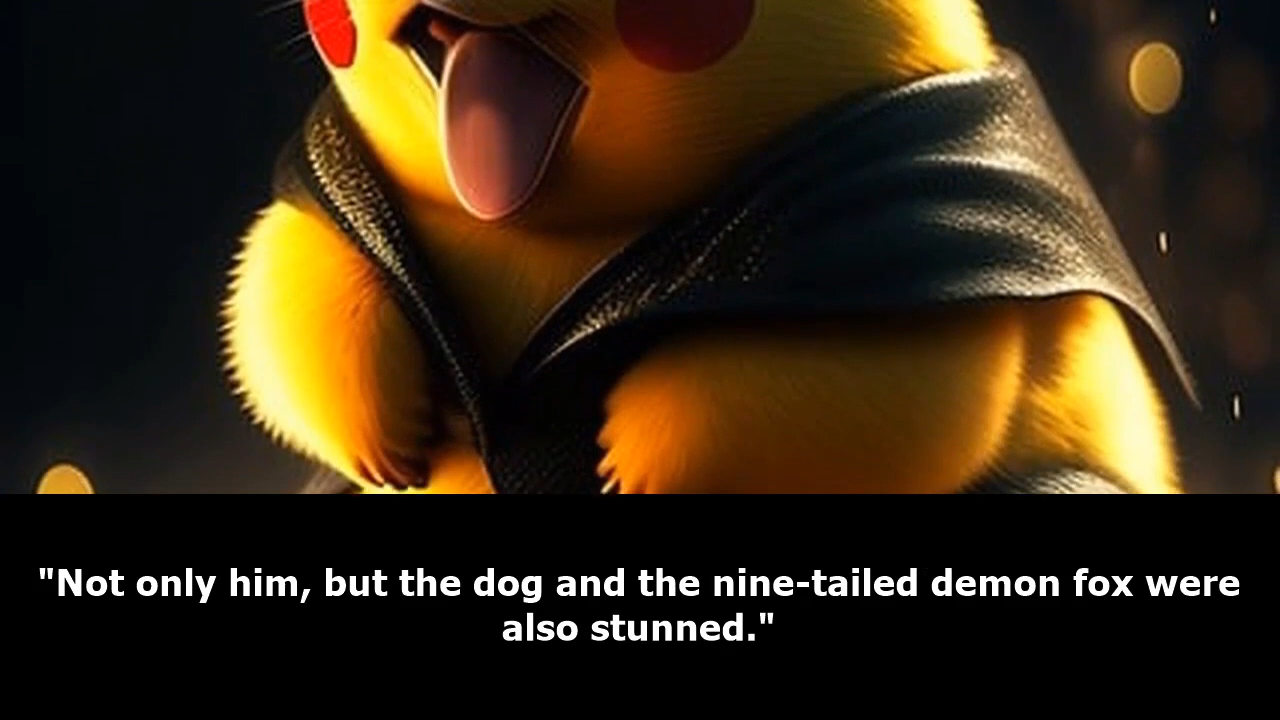 "Not only him, but the dog and the nine-tailed demon fox were
also stunned."